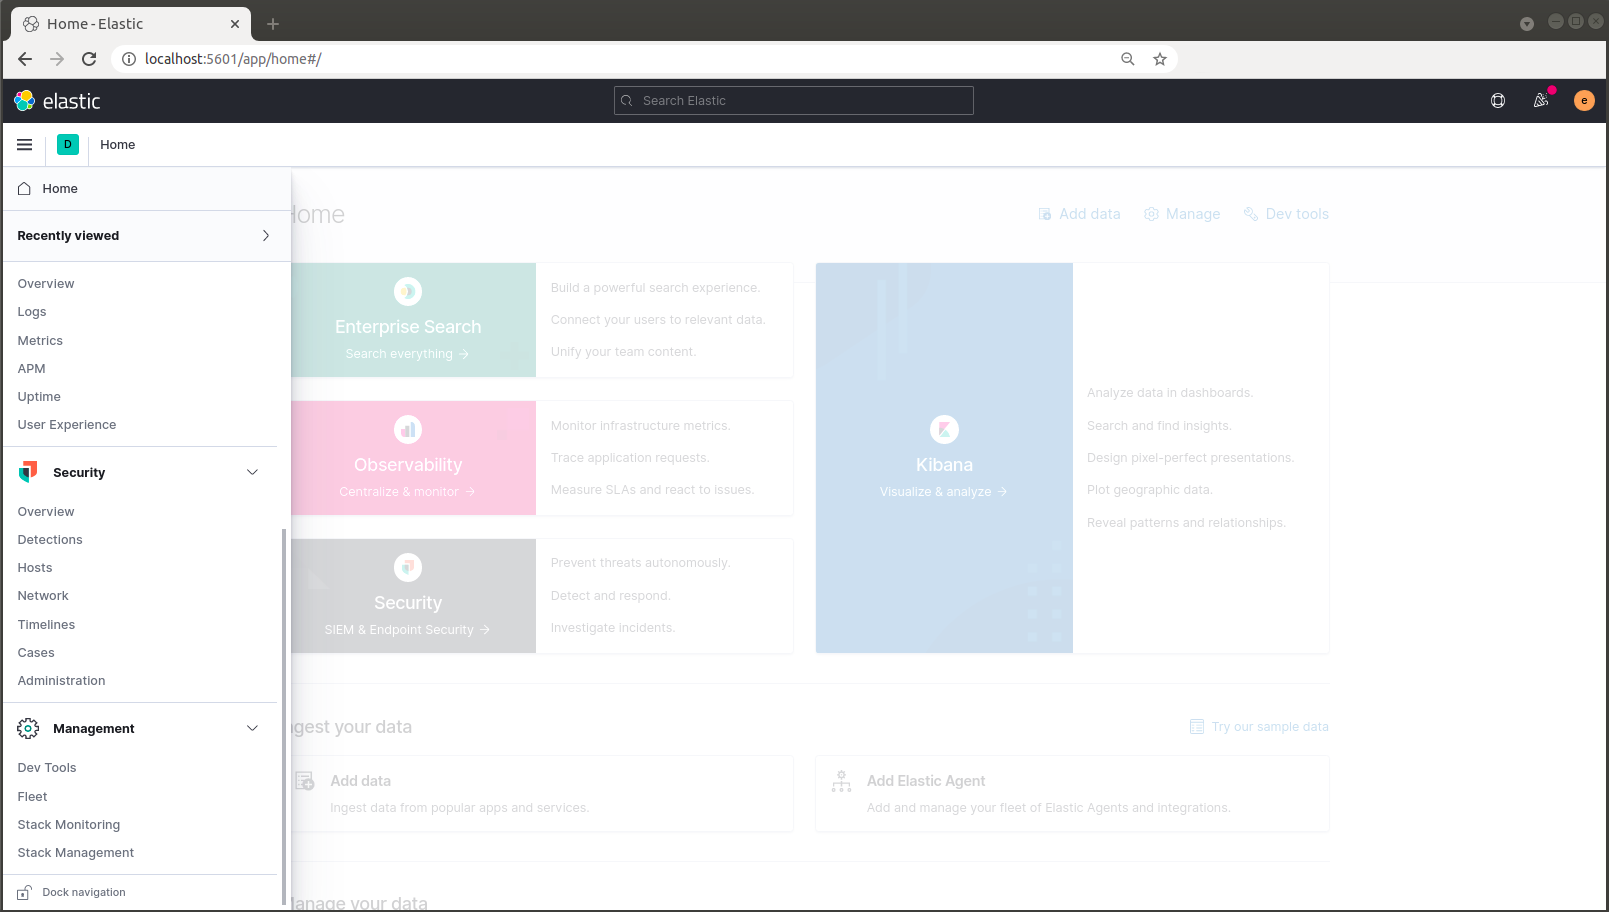 Home - Elastic
localhost:5601/app/home#/
elastic
Search Elastic
e
D
Home
Home
Recently viewed
Overview
Logs
Metrics
APM
Uptime
User Experience
Security
Overview
Detections
Hosts
Network
Timelines
Cases
Administration
Management
Dev Tools
Fleet
Stack Monitoring
Stack Management
Dock navigation
Home
Add data
Manage
Dev tools
Enterprise Search
Search everything →
Build a powerful search experience.
Connect your users to relevant data.
Unify your team content.
Observability
Centralize & monitor →
Monitor infrastructure metrics.
Trace application requests.
Measure SLAs and react to issues.
Security
SIEM & Endpoint Security →
Prevent threats autonomously.
Detect and respond.
Investigate incidents.
Kibana
Visualize & analyze →
Analyze data in dashboards.
Search and find insights.
Design pixel-perfect presentations.
Plot geographic data.
Reveal patterns and relationships.
ngest your data
Try our sample data
Add data
Ingest data from popular apps and services.
Add Elastic Agent
Add and manage your fleet of Elastic Agents and integrations.
anage your data